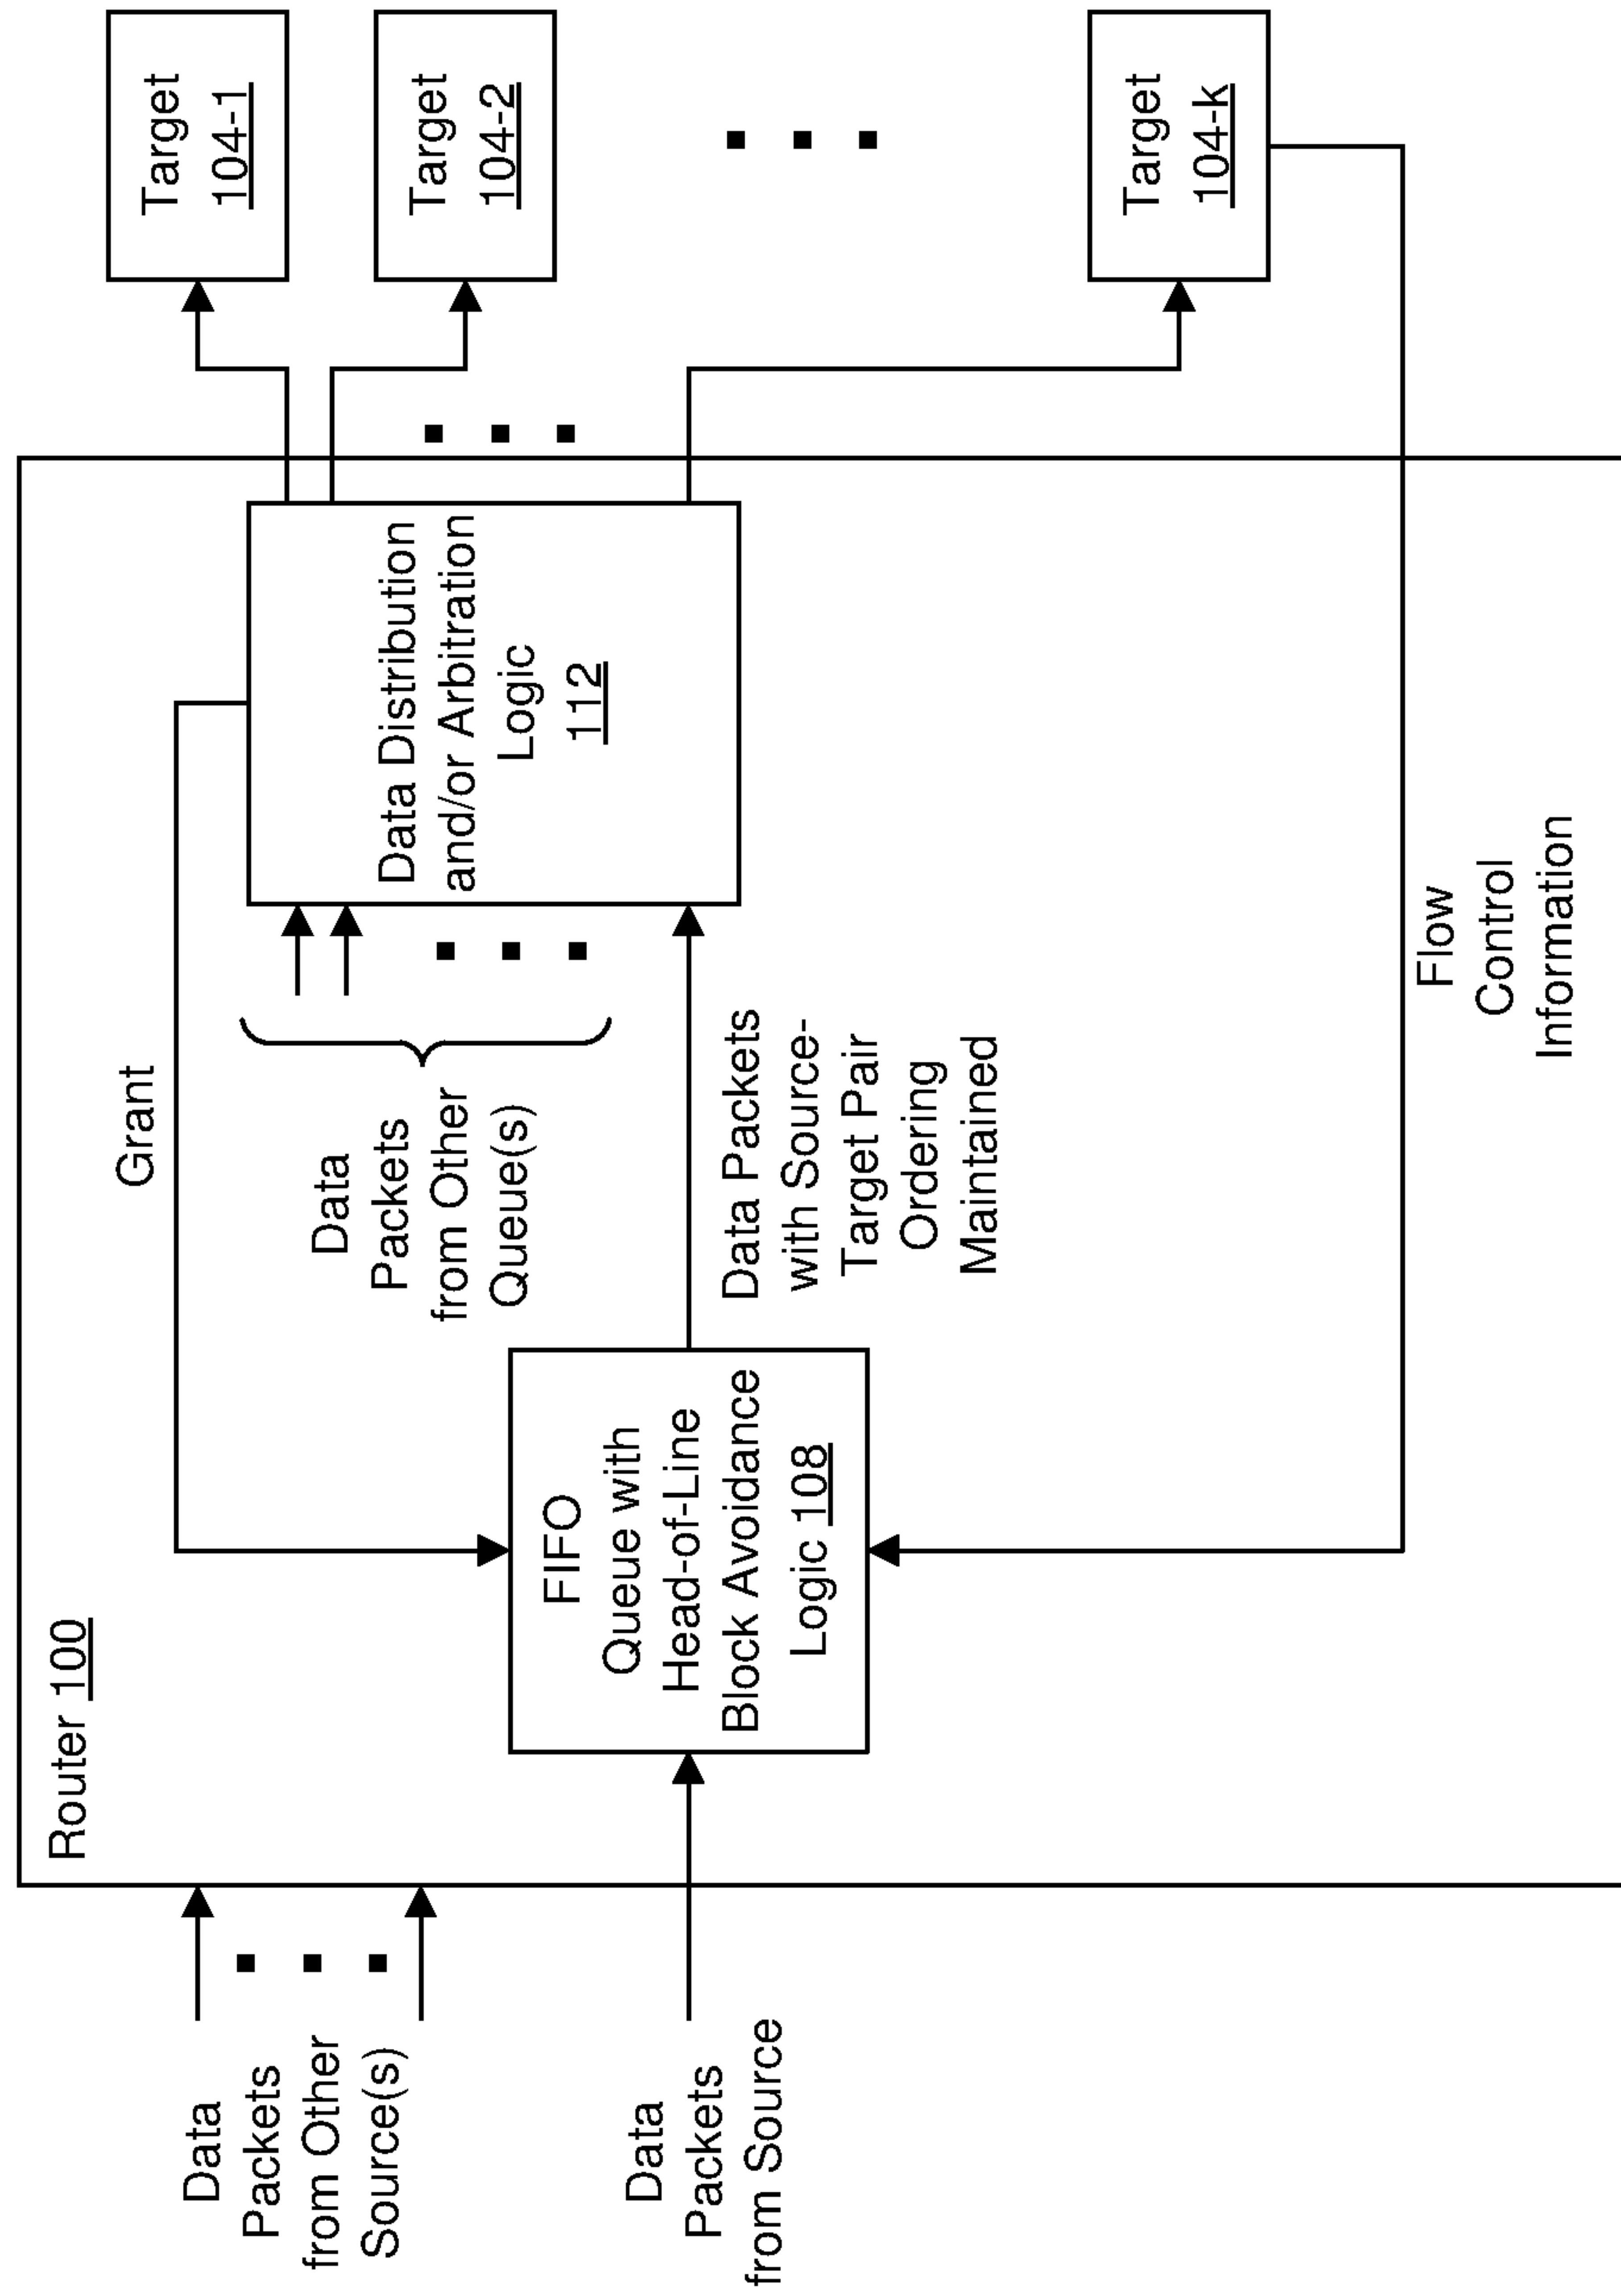 Router 100
Data
Packets
from Other
Source(s)
Data
Packets
from Source
FIFO
Queue with
Head-of-Line
Block Avoidance
Logic 108
Grant
Data
Packets
from Other
Queue(s)
Data Packets
with Source-
Target Pair
Ordering
Maintained
Data Distribution
and/or Arbitration
Logic
112
Target
104-1
Target
104-2
Target
104-k
Flow
Control
Information